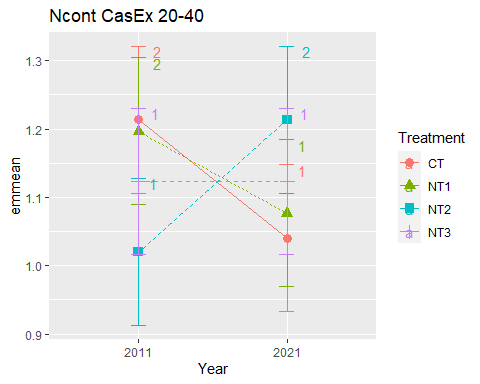 Ncont CasEx 20-40
emmean
1.3
1.2
1.1
1.0
0.9
2
2
1
1
2
1
1
1
2011
2021
Year
Treatment
a CT
a NT1
a NT2
a NT3